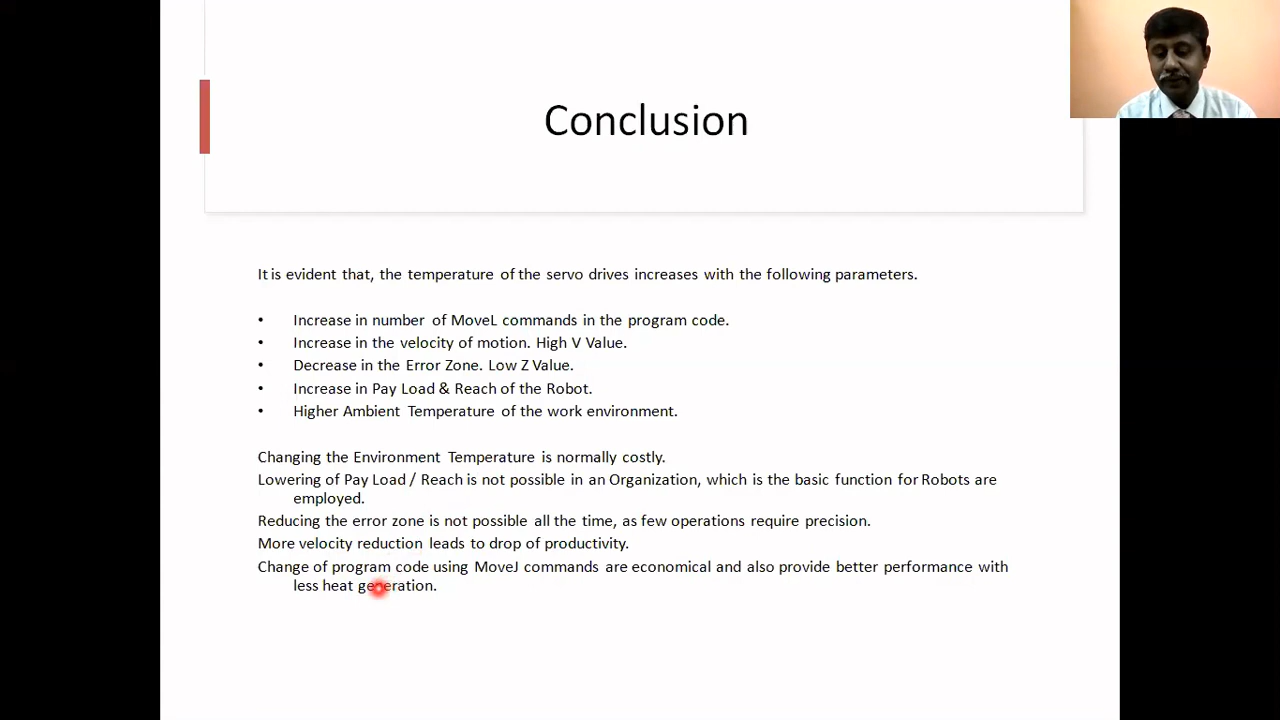 Conclusion
It is evident that, the temperature of the servo drives increases with the following parameters.
• Increase in number of MoveL commands in the program code.
• Increase in the velocity of motion. High V Value.
• Decrease in the Error Zone. Low Z Value.
• Increase in Pay Load & Reach of the Robot.
• Higher Ambient Temperature of the work environment.
Changing the Environment Temperature is normally costly.
Lowering of Pay Load / Reach is not possible in an Organization, which is the basic function for Robots are
employed.
Reducing the error zone is not possible all the time, as few operations require precision.
More velocity reduction leads to drop of productivity.
Change of program code using MoveJ commands are economical and also provide better performance with
less heat generation.